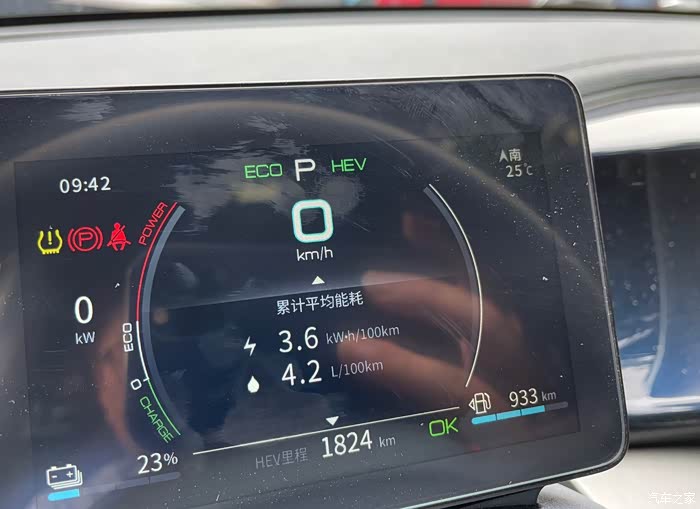 09:42
ECO P HEV
南
25°C
POWER
0
km/h
0
kW
ECO
0
CHARGE
累计平均能耗
3.6 kW·h/100km
4.2 L/100km
23%
HEV里程 1824 km
OK
933 km
汽车之家